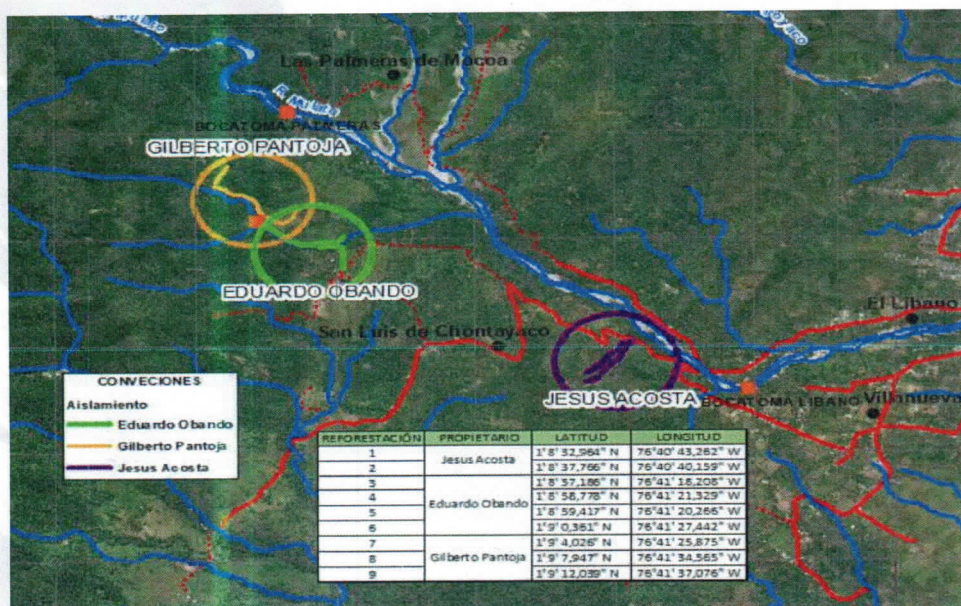 Las Palmeras de Mocoa
R. Mulato
BOCATOMA PALMERAS
GILBERTO PANTOJA
EDUARDO OBANDO
El Libano
San Luis de Chontayaco
JESUS ACOSTA
BOCATOMA LIBANO
Villanueva
CONVECIONES
Aislamiento
Eduardo Obando
Gilberto Pantoja
Jesus Acosta
REFORESTACIÓN PROPIETARIO LATITUD LONGITUD
1 Jesus Acosta 1°8' 32,964" N 76°40' 43,262" W
2 1°8' 37,766" N 76°40' 40,159" W
3 Eduardo Obando 1°8' 57,186" N 76°41' 18,208" W
4 1°8' 58,778" N 76°41' 21,329" W
5 1°8' 59,417" N 76°41' 20,266" W
6 1°9' 0,361" N 76°41' 27,442" W
7 Gilberto Pantoja 1°9' 4,026" N 76°41' 25,875" W
8 1°9' 7,947" N 76°41' 34,565" W
9 1°9' 12,039" N 76°41' 37,076" W